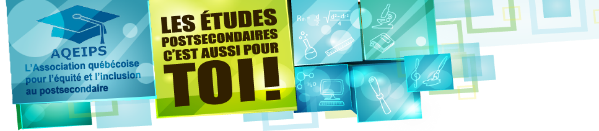 AQEIPS
L'Association québécoise
pour l'équité et l'inclusion
au postsecondaire
LES ÉTUDES
POSTSECONDAIRES
C'EST AUSSI POUR
TOI!